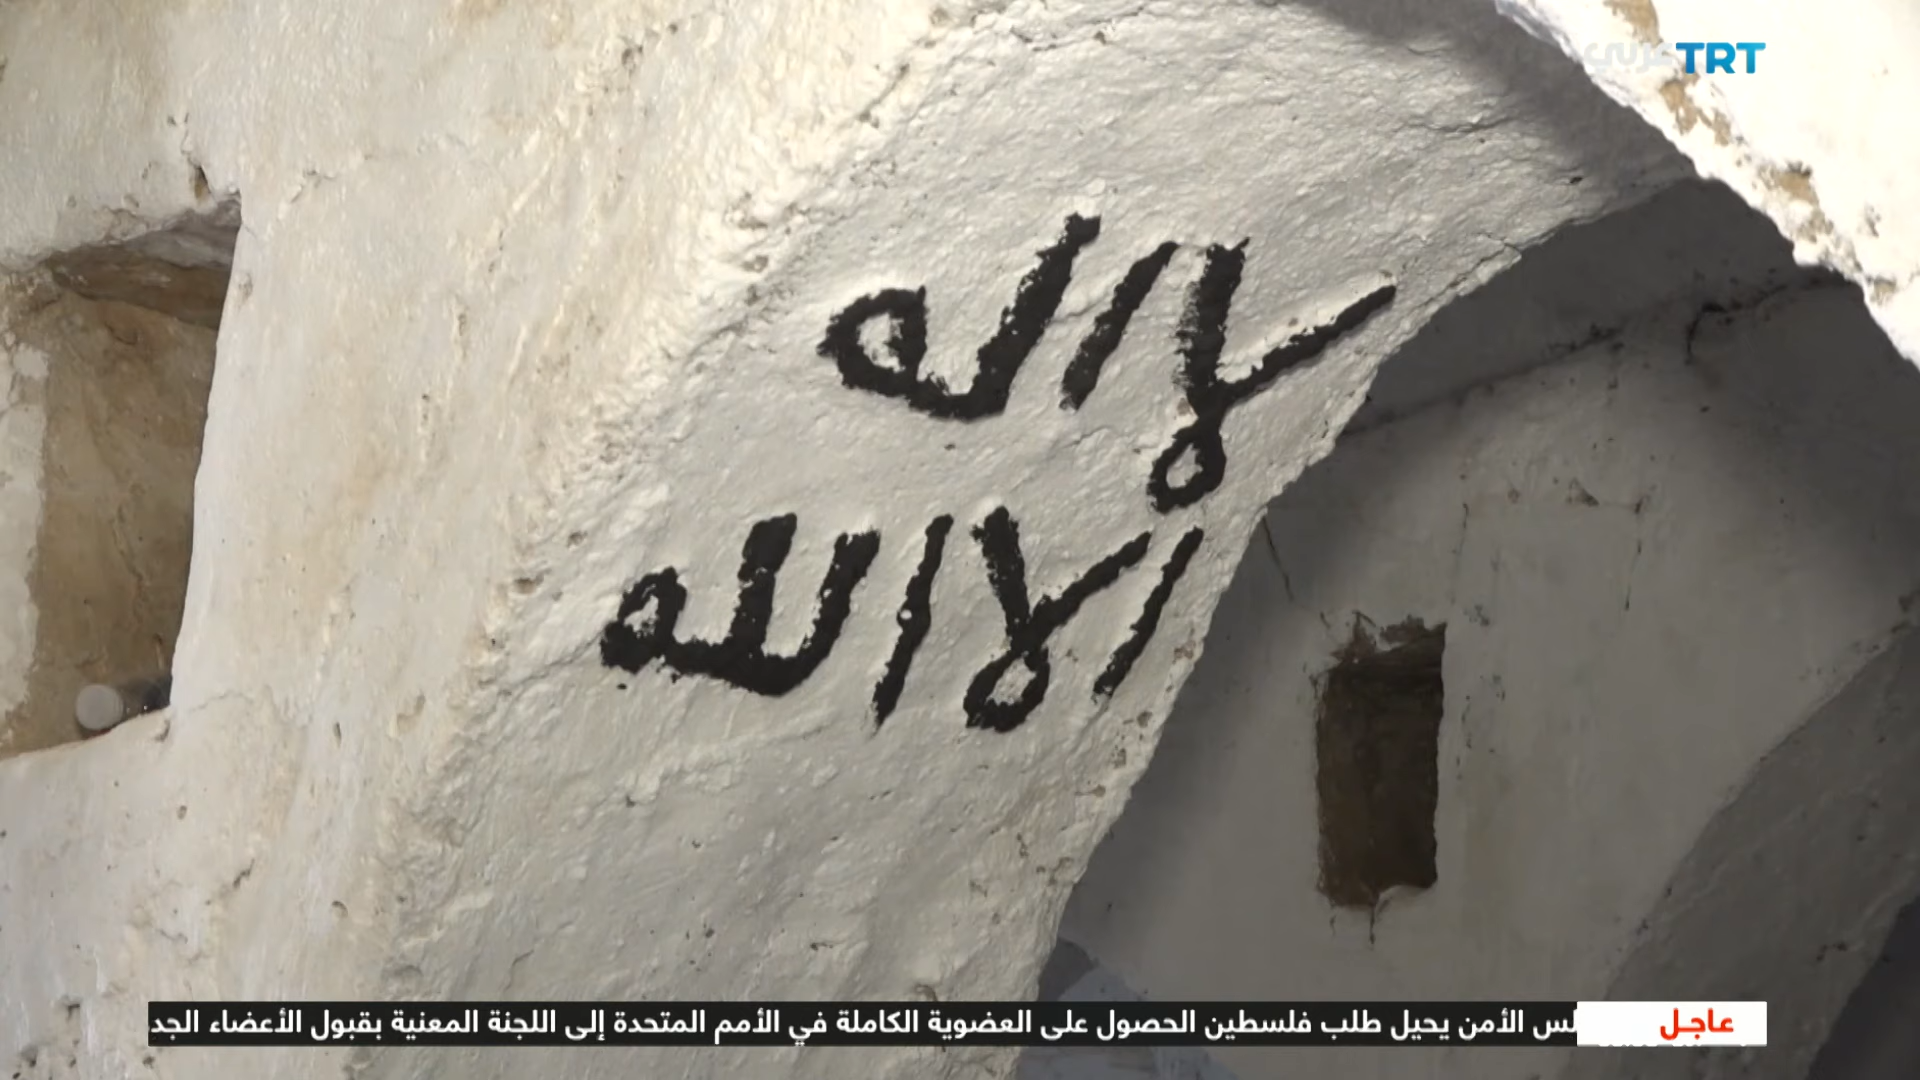 TRT عربي
لا اله
الا الله
عاجل
لس الأمن يحيل طلب فلسطين الحصول على العضوية الكاملة في الأمم المتحدة إلى اللجنة المعنية بقبول الأعضاء الجد